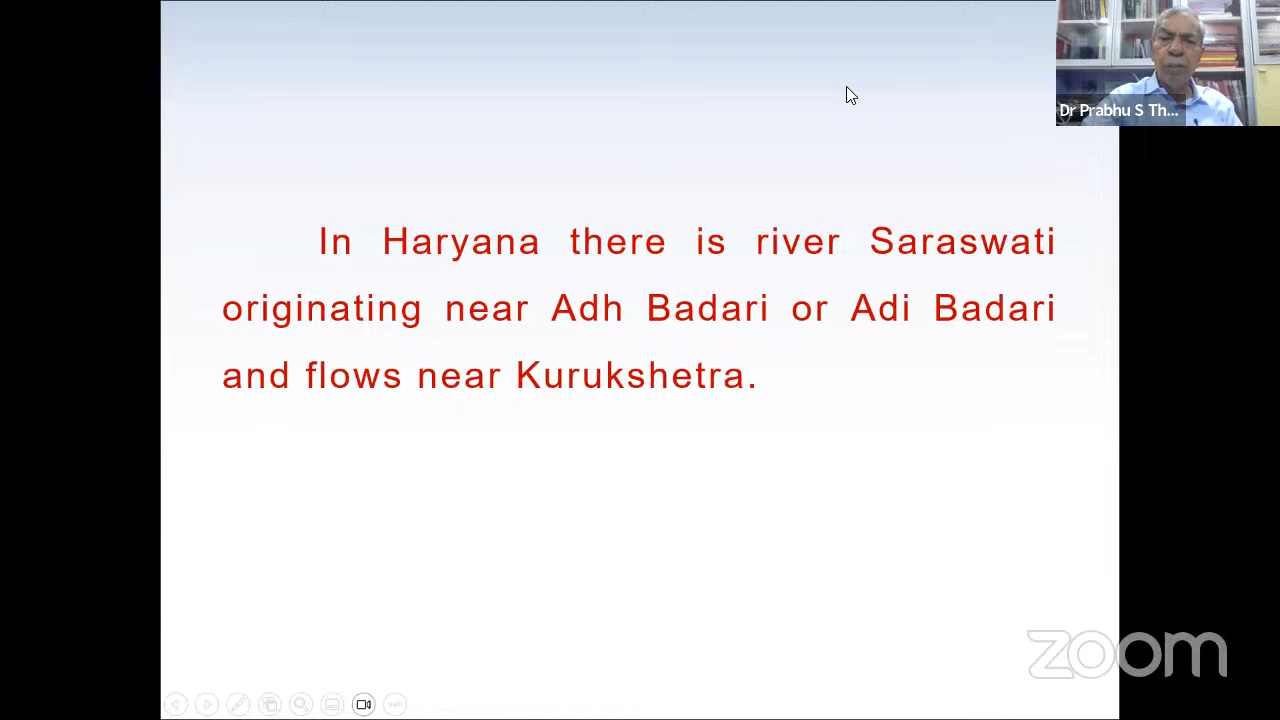 Dr Prabhu S Th...
In Haryana there is river Saraswati
originating near Adh Badari or Adi Badari
and flows near Kurukshetra.
zoom